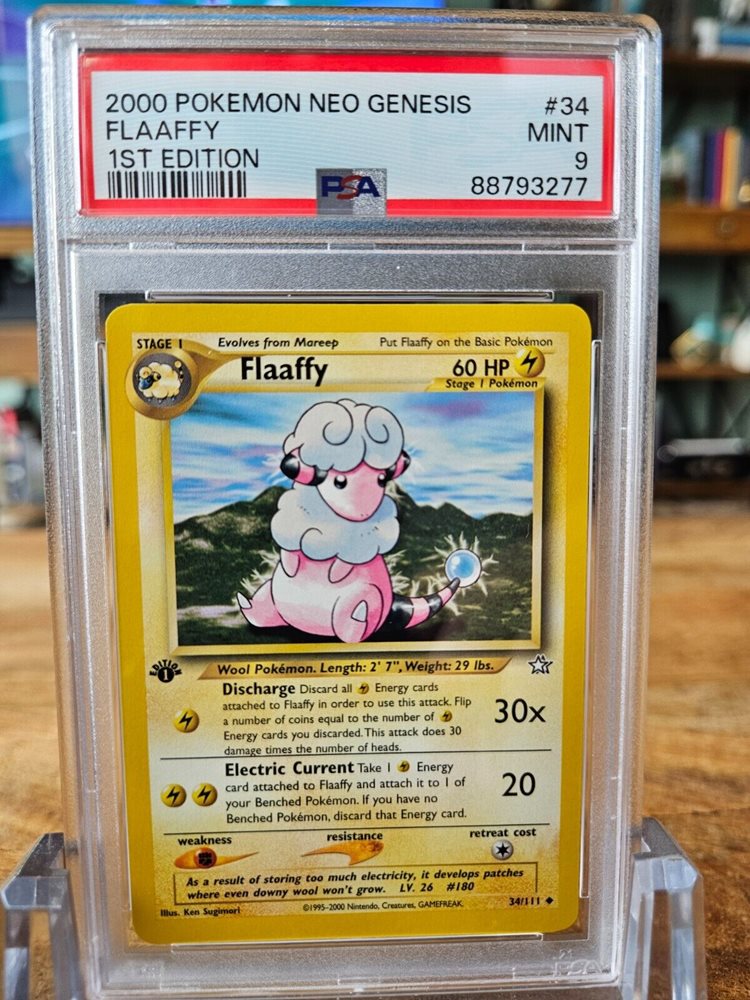 2000 POKEMON NEO GENESIS #34
FLAAFFY MINT
1ST EDITION 9
PSA 88793277
STAGE 1 Evolves from Mareep Put Flaaffy on the Basic Pokémon
Flaaffy 60 HP
Stage 1 Pokémon
EDITION
1
Wool Pokémon. Length: 2' 7", Weight: 29 lbs.
Discharge Discard all Energy cards
attached to Flaaffy in order to use this attack. Flip
a number of coins equal to the number of
Energy cards you discarded. This attack does 30
damage times the number of heads.
30x
Electric Current Take 1 Energy
card attached to Flaaffy and attach it to 1 of
your Benched Pokémon. If you have no
Benched Pokémon, discard that Energy card.
20
weakness resistance retreat cost
As a result of storing too much electricity, it develops patches
where even downy wool won't grow. LV. 26 #180
Illus. Ken Sugimori ©1995-2000 Nintendo, Creatures, GAMEFREAK. 34/111